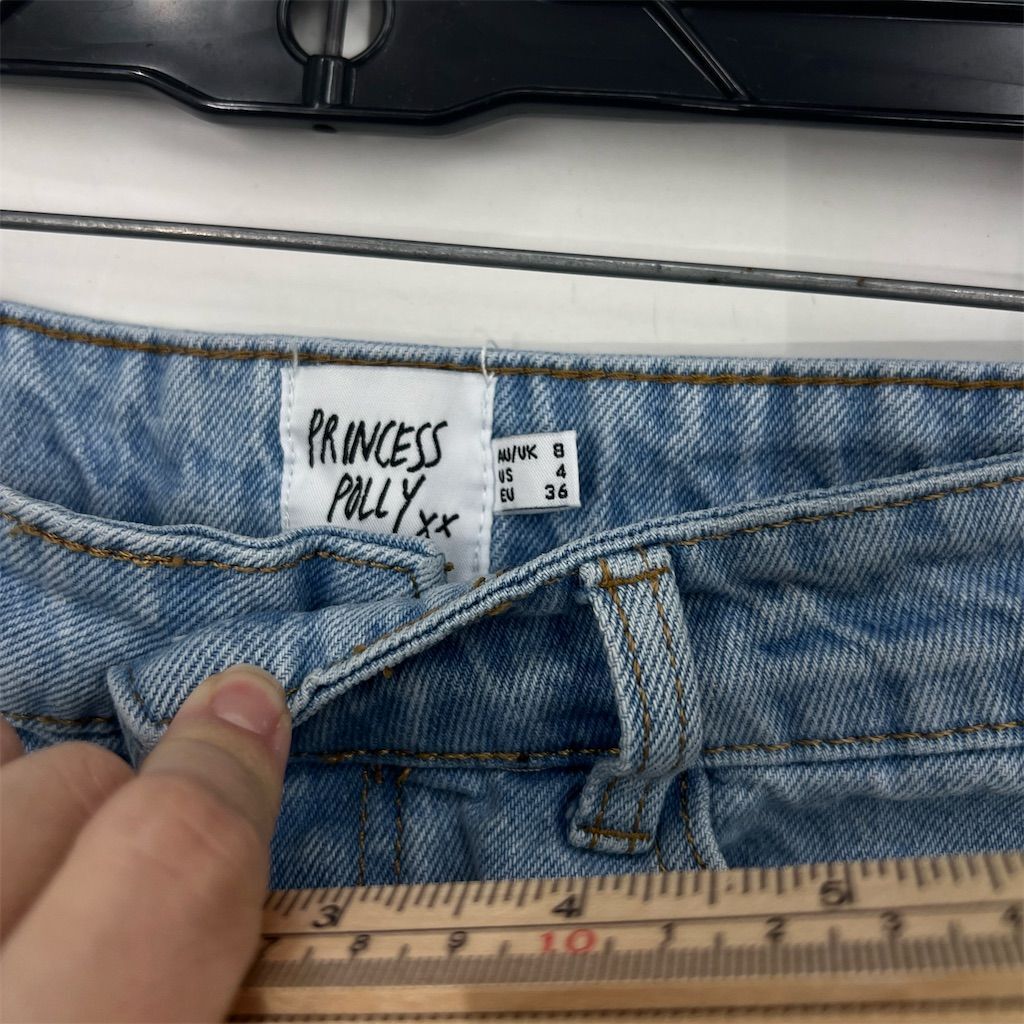 PRINCESS
POLLY
XX
AU/UK 8
US 4
EU 36
3 4 5
8 9 10 1 2 3 4